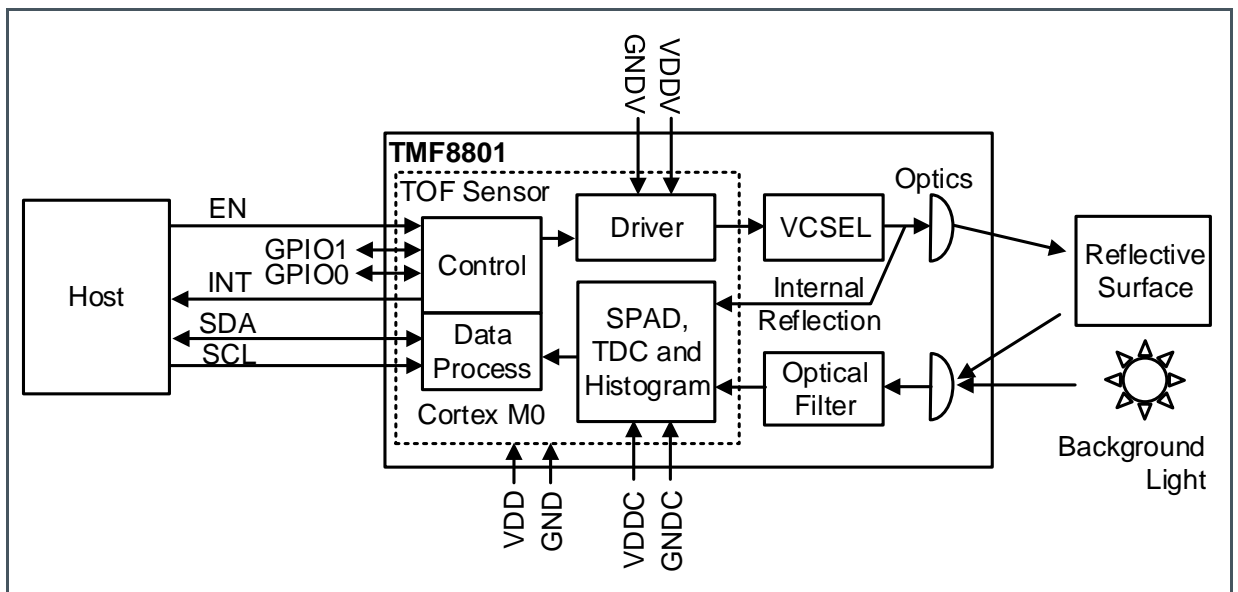 GNDV
VDDV
TMF8801
TOF Sensor
Optics
EN
GPIO1
GPIO0
INT
SDA
SCL
Host
Control
Data
Process
Cortex M0
Driver
VCSEL
Internal
Reflection
SPAD,
TDC and
Histogram
Optical
Filter
Reflective
Surface
Background
Light
VDD
GND
VDDC
GNDC